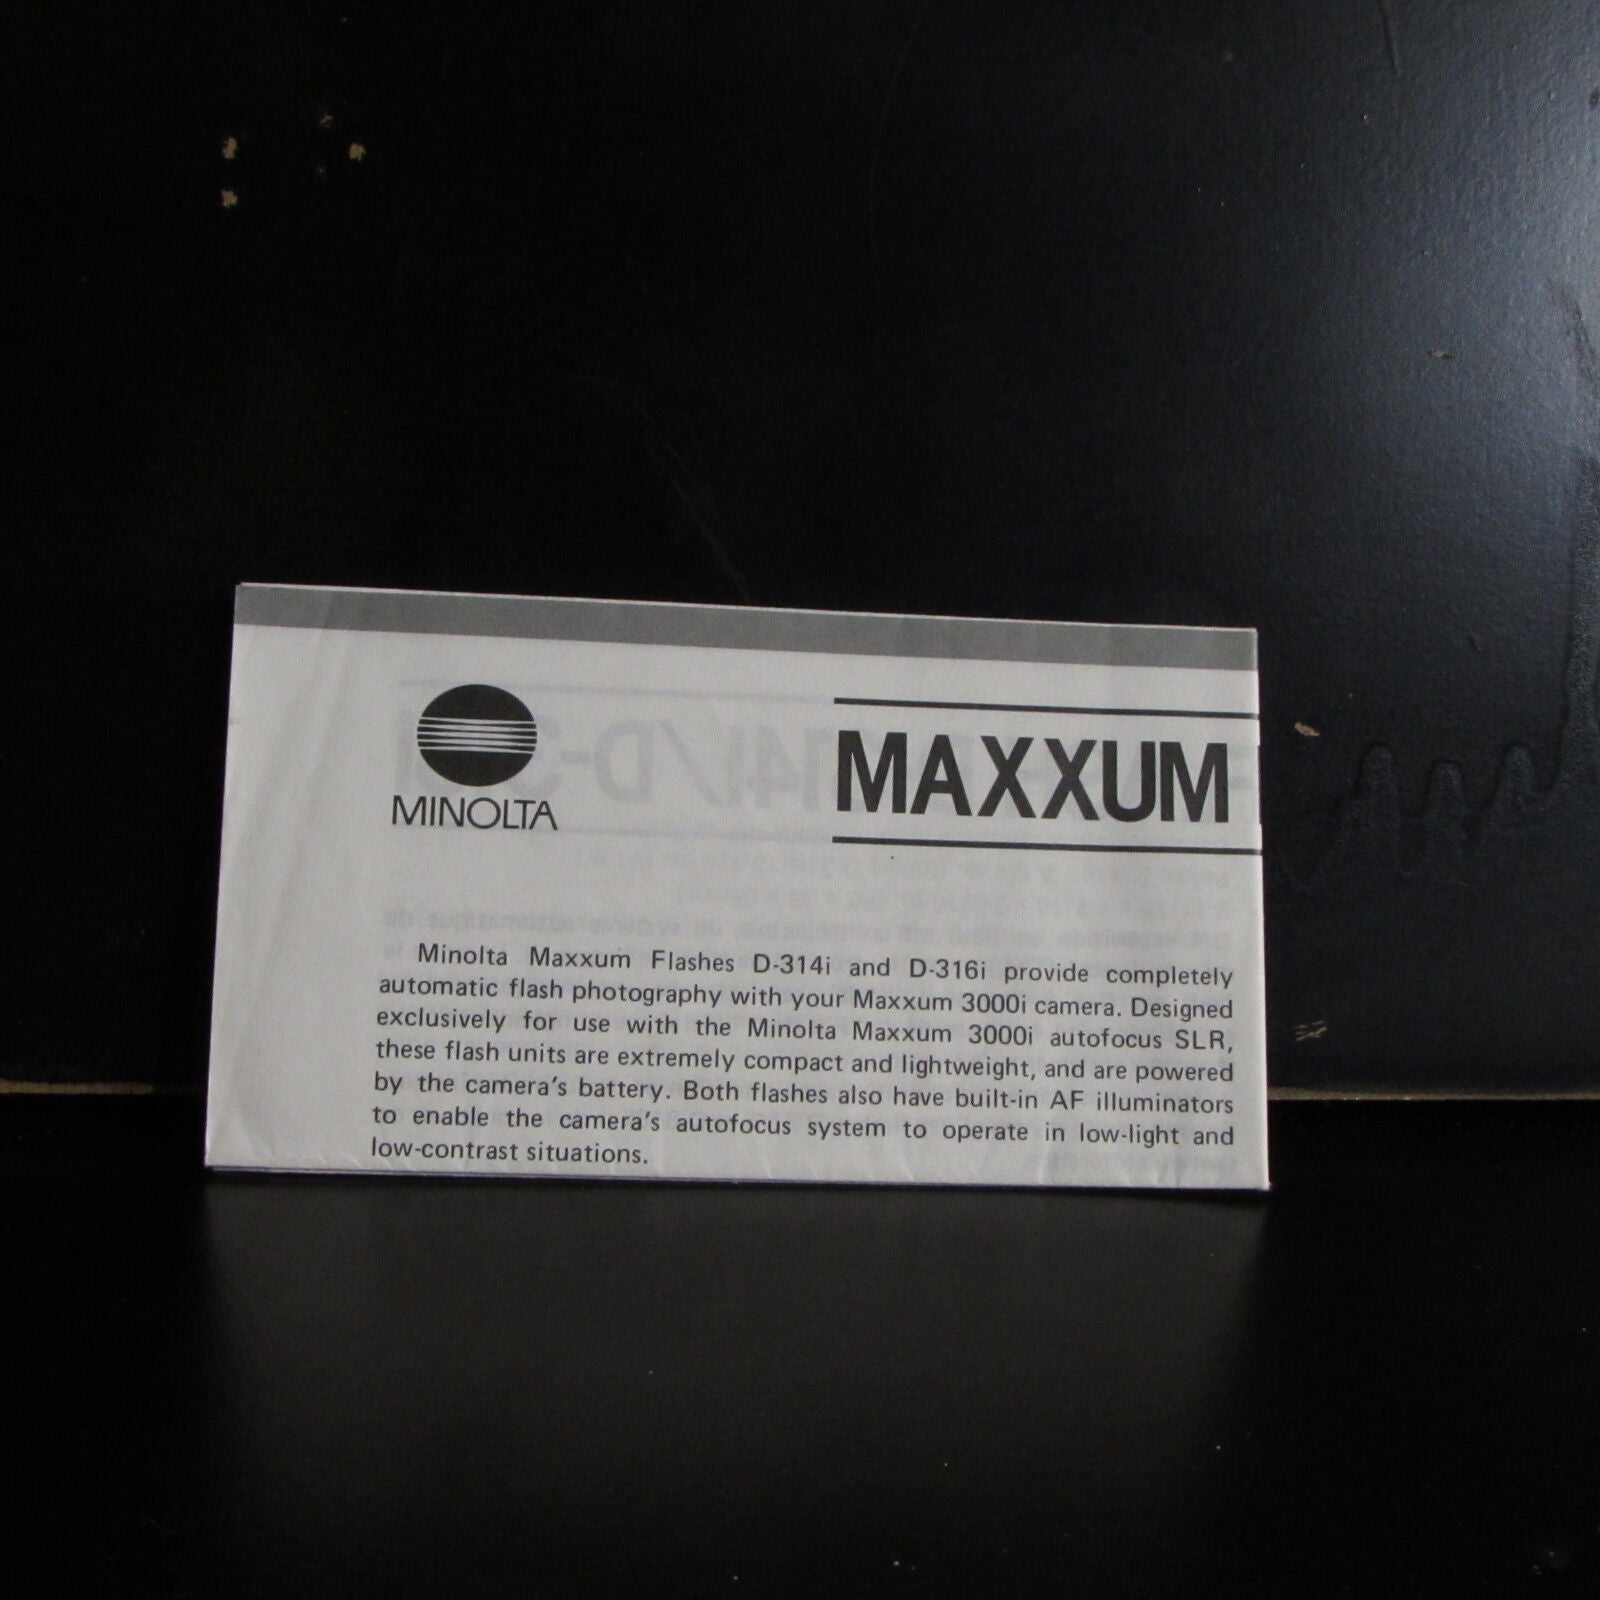 MINOLTA
MAXXUM
Minolta Maxxum Flashes D-314i and D-316i provide completely
automatic flash photography with your Maxxum 3000i camera. Designed
exclusively for use with the Minolta Maxxum 3000i autofocus SLR,
these flash units are extremely compact and lightweight, and are powered
by the camera's battery. Both flashes also have built-in AF illuminators
to enable the camera's autofocus system to operate in low-light and
low-contrast situations.